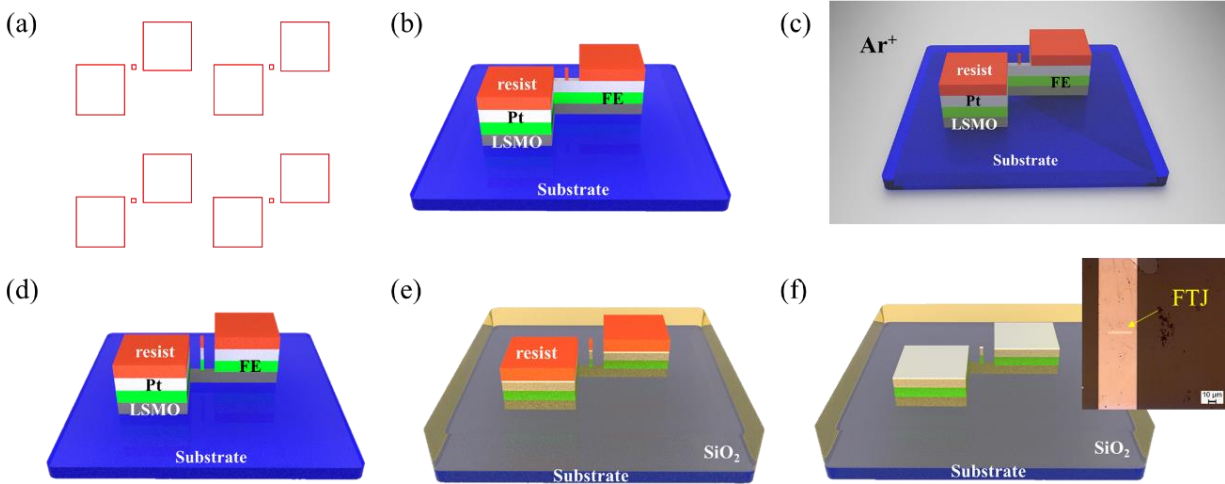 (a)
(b)
resist
Pt
FE
LSMO
Substrate
(c)
Ar⁺
resist
Pt
FE
LSMO
Substrate
(d)
resist
Pt
FE
LSMO
Substrate
(e)
resist
SiO₂
Substrate
(f)
FTJ
10 µm
SiO₂
Substrate